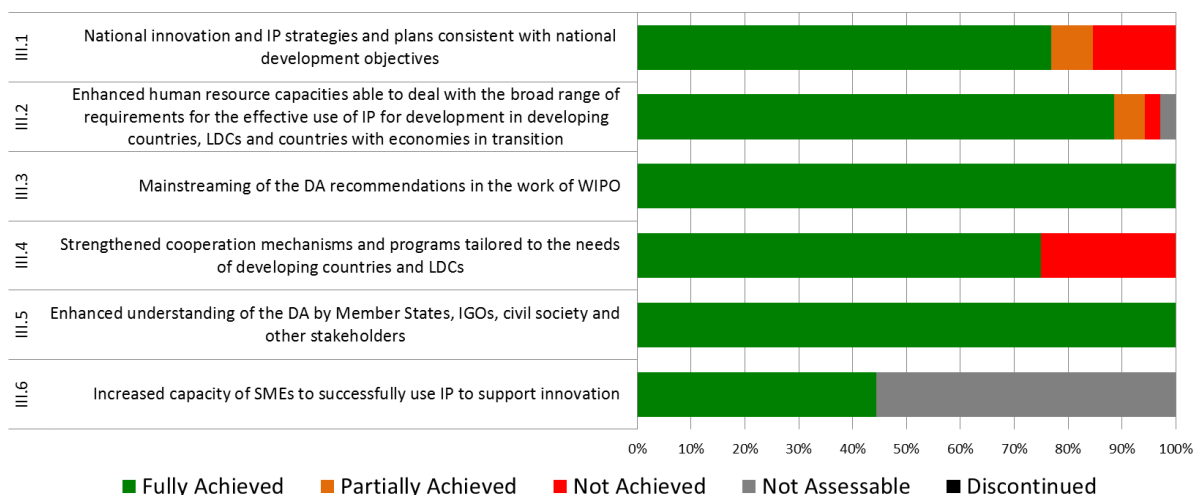 III.1
National innovation and IP strategies and plans consistent with national
development objectives
III.2
Enhanced human resource capacities able to deal with the broad range of
requirements for the effective use of IP for development in developing
countries, LDCs and countries with economies in transition
III.3
Mainstreaming of the DA recommendations in the work of WIPO
III.4
Strengthened cooperation mechanisms and programs tailored to the needs
of developing countries and LDCs
III.5
Enhanced understanding of the DA by Member States, IGOs, civil society and
other stakeholders
III.6
Increased capacity of SMEs to successfully use IP to support innovation
0% 10% 20% 30% 40% 50% 60% 70% 80% 90% 100%
Fully Achieved Partially Achieved Not Achieved Not Assessable Discontinued